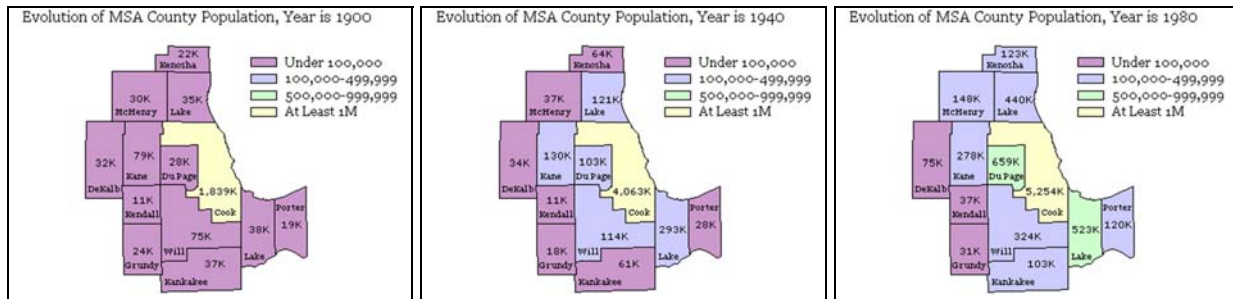 Evolution of MSA County Population, Year is 1900
22K
Kenosha
Under 100,000
100,000-499,999
500,000-999,999
At Least 1M
30K
McHenry
35K
Lake
32K
DeKalb
79K
Kane
28K
Du Page
1,839K
Cook
11K
Kendall
75K
Will
38K
Lake
Porter
19K
24K
Grundy
37K
Kankakee
Evolution of MSA County Population, Year is 1940
64K
Kenosha
Under 100,000
100,000-499,999
500,000-999,999
At Least 1M
37K
McHenry
121K
Lake
34K
DeKalb
130K
Kane
103K
Du Page
4,063K
Cook
11K
Kendall
114K
Will
293K
Lake
Porter
28K
18K
Grundy
61K
Kankakee
Evolution of MSA County Population, Year is 1980
123K
Kenosha
Under 100,000
100,000-499,999
500,000-999,999
At Least 1M
148K
McHenry
440K
Lake
75K
DeKalb
278K
Kane
659K
Du Page
5,254K
Cook
37K
Kendall
324K
Will
523K
Lake
Porter
120K
31K
Grundy
103K
Kankakee